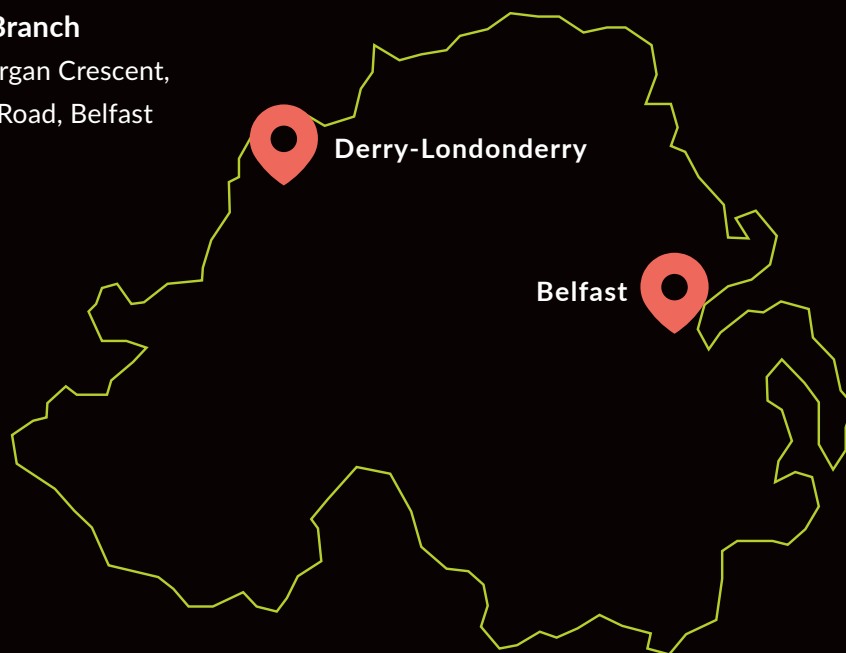 Branch
rgan Crescent,
Road, Belfast
Derry-Londonderry
Belfast